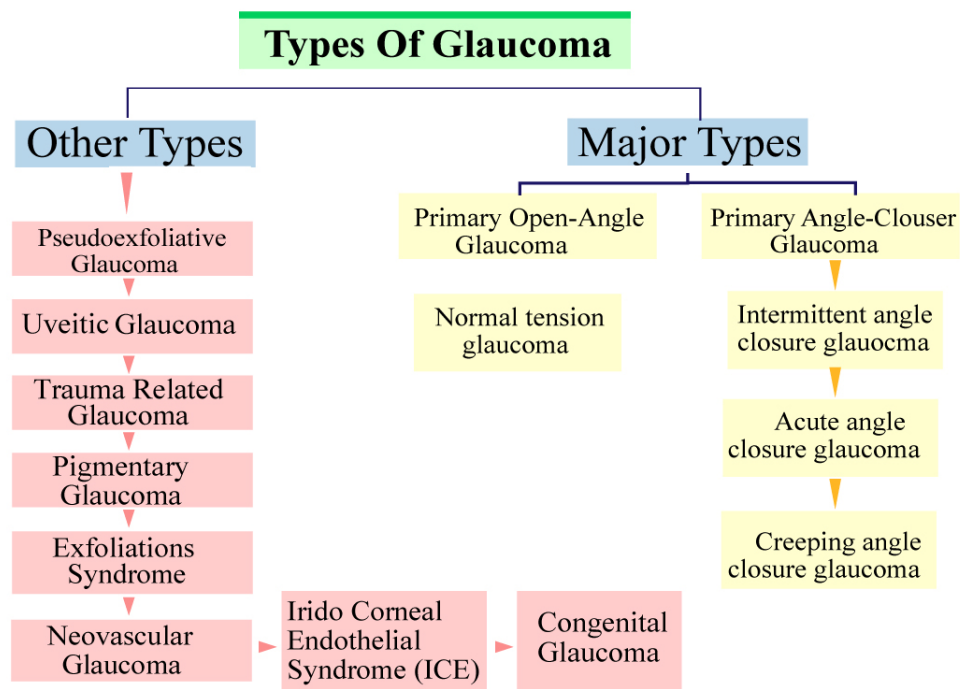 Types Of Glaucoma
Other Types
Pseudoexfoliative
Glaucoma
Uveitic Glaucoma
Trauma Related
Glaucoma
Pigmentary
Glaucoma
Exfoliations
Syndrome
Neovascular
Glaucoma
Irido Corneal
Endothelial
Syndrome (ICE)
Congenital
Glaucoma
Major Types
Primary Open-Angle
Glaucoma
Normal tension
glaucoma
Primary Angle-Clouser
Glaucoma
Intermittent angle
closure glauocma
Acute angle
closure glaucoma
Creeping angle
closure glaucoma